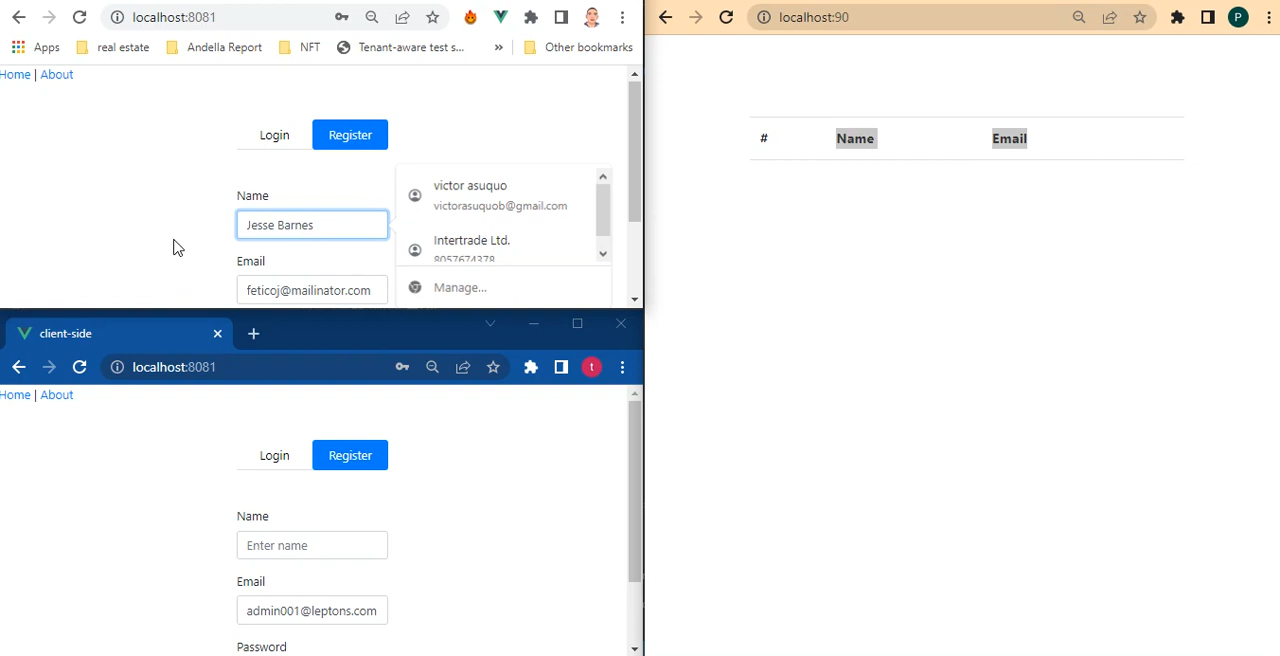 localhost:8081
Apps
real estate
Andella Report
NFT
Tenant-aware test s...
»
Other bookmarks
Home | About
Login
Register
Name
Jesse Barnes
victor asuquo
victorasuquob@gmail.com
Intertrade Ltd.
8057674378
Manage...
Email
feticoj@mailinator.com
client-side
localhost:8081
t
Home | About
Login
Register
Name
Enter name
Email
admin001@leptons.com
Password
localhost:90
P
# Name Email